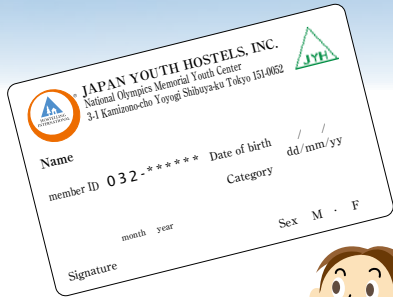 JAPAN YOUTH HOSTELS, INC.
National Olympics Memorial Youth Center
3-1 Kamizono-cho Yoyogi Shibuya-ku Tokyo 151-0052
JYH
HOSTELLING
INTERNATIONAL
Name
member ID 032-****** Date of birth / /
dd/mm/yy
Category
month year
Sex M · F
Signature